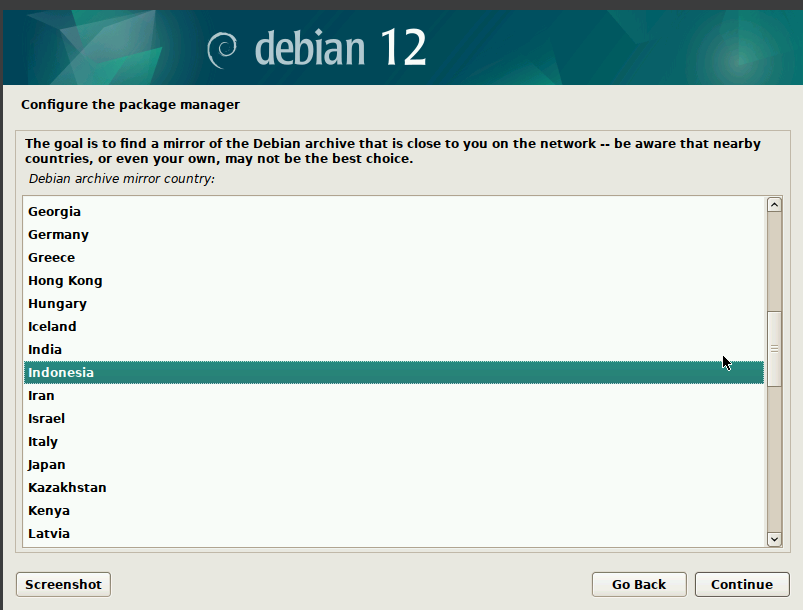 debian 12
Configure the package manager
The goal is to find a mirror of the Debian archive that is close to you on the network -- be aware that nearby
countries, or even your own, may not be the best choice.
Debian archive mirror country:
Georgia
Germany
Greece
Hong Kong
Hungary
Iceland
India
Indonesia
Iran
Israel
Italy
Japan
Kazakhstan
Kenya
Latvia
Screenshot
Go Back
Continue